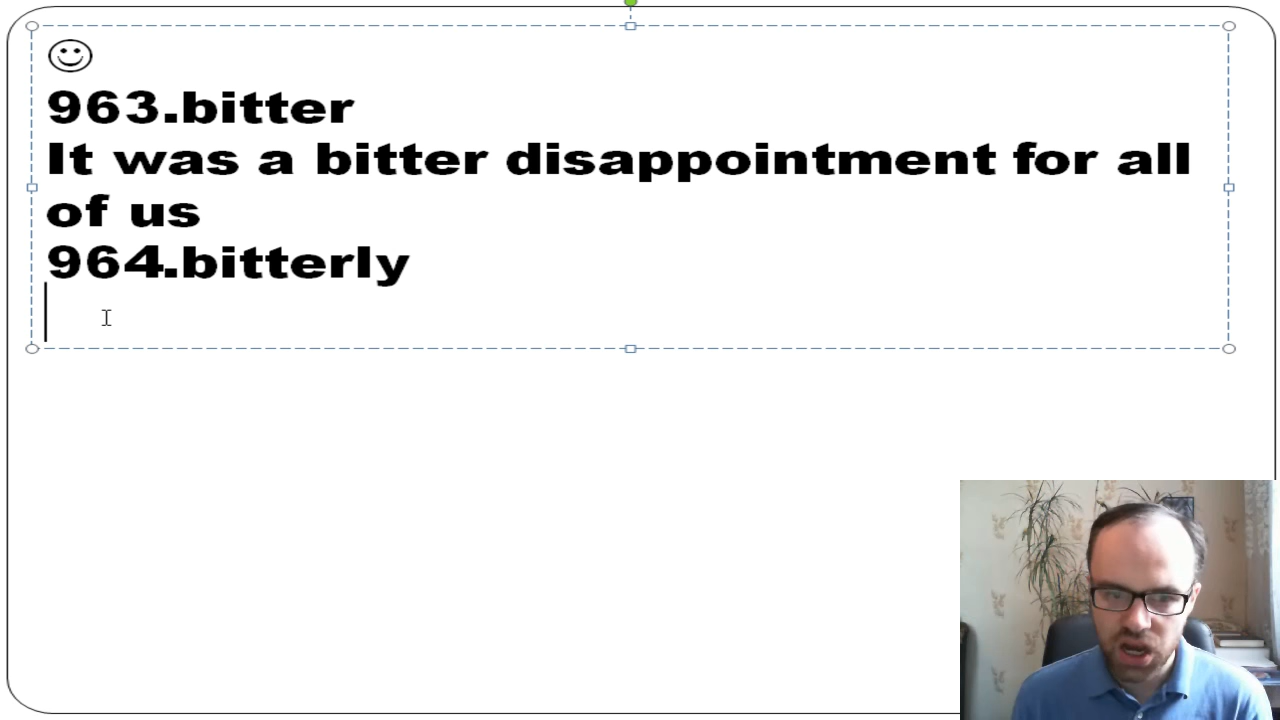 963.bitter
It was a bitter disappointment for all
of us
964.bitterly